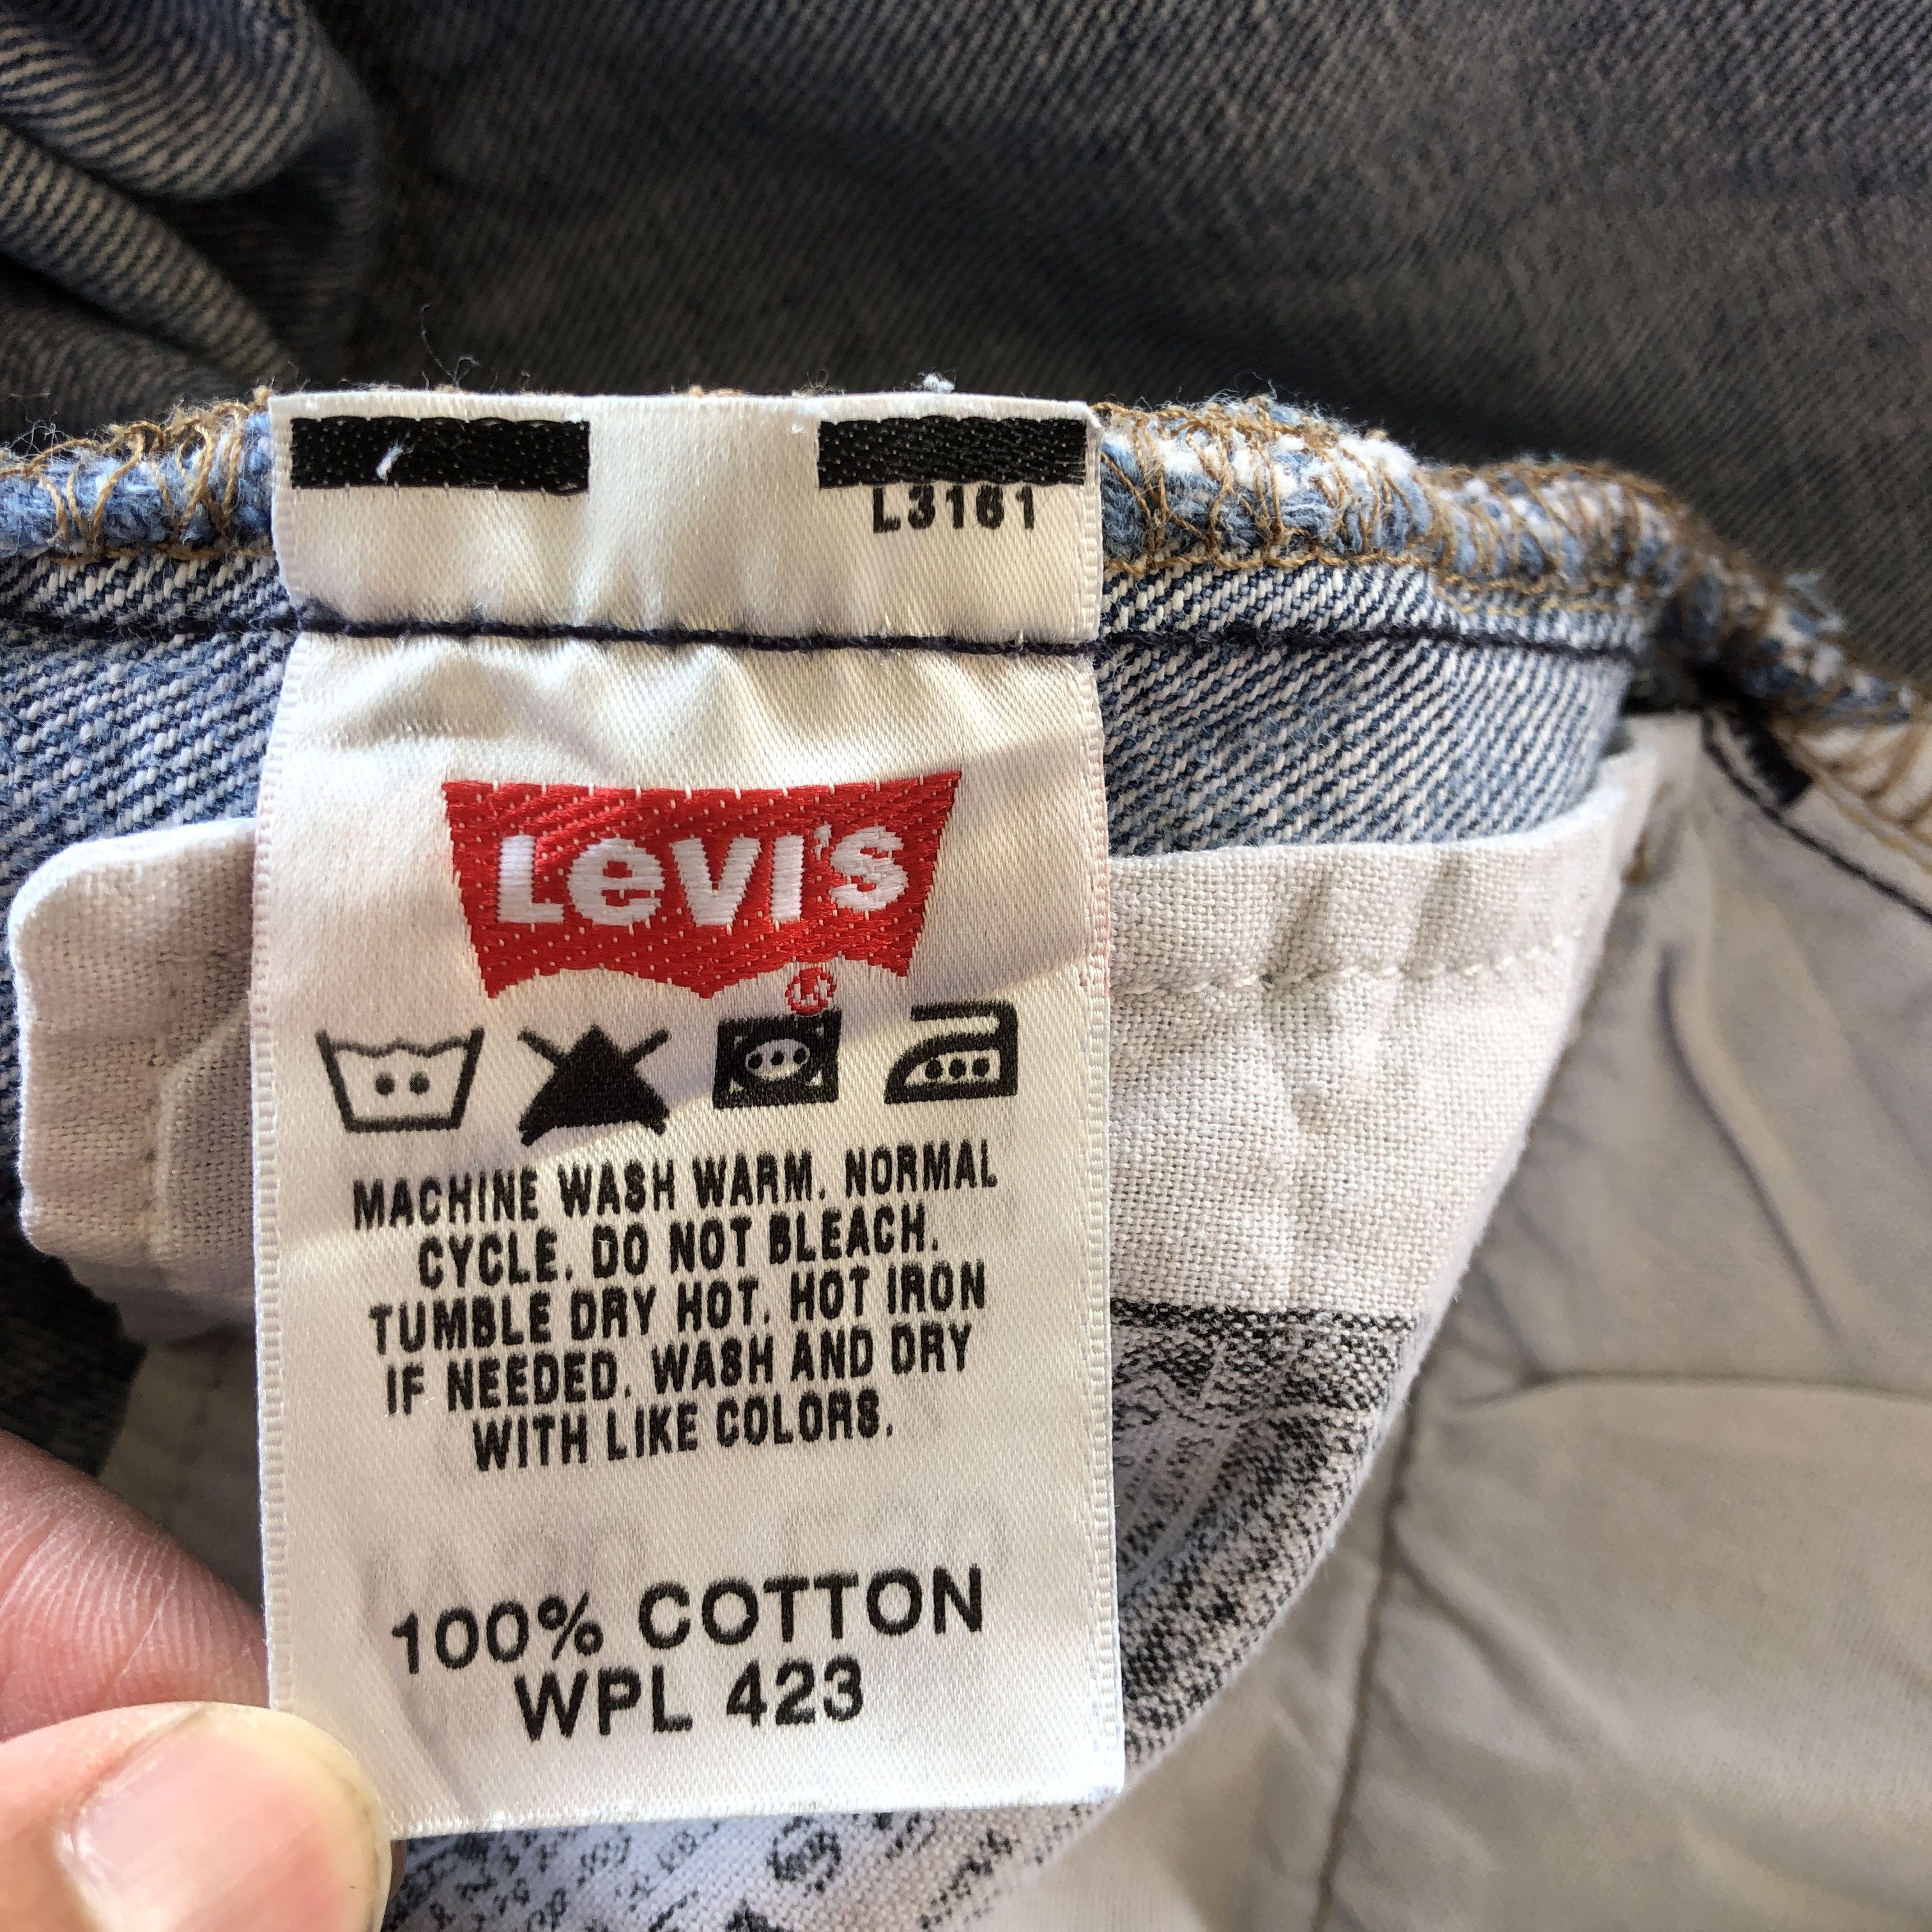 L3161
Levi's
MACHINE WASH WARM. NORMAL
CYCLE. DO NOT BLEACH.
TUMBLE DRY HOT. HOT IRON
IF NEEDED. WASH AND DRY
WITH LIKE COLORS.
100% COTTON
WPL 423